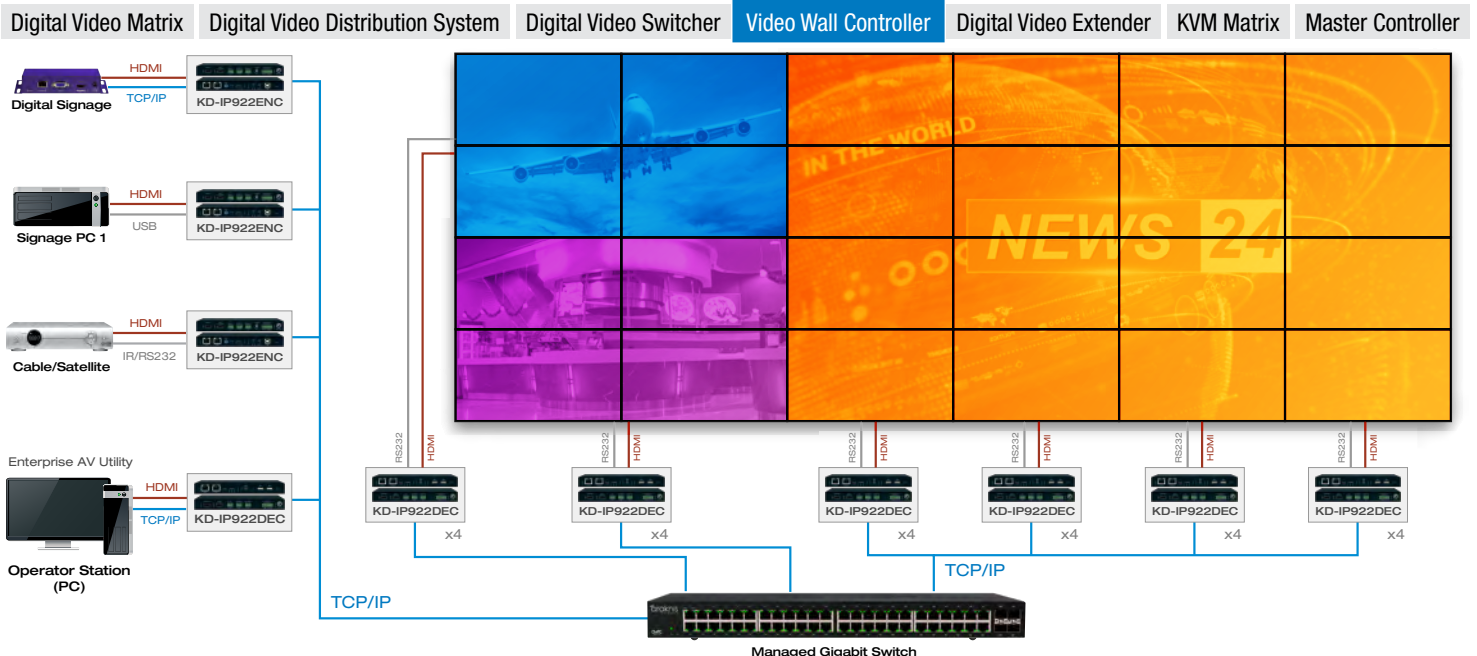 Digital Video Matrix
Digital Video Distribution System
Digital Video Switcher
Video Wall Controller
Digital Video Extender
KVM Matrix
Master Controller
HDMI
TCP/IP
Digital Signage
KD-IP922ENC
HDMI
USB
Signage PC 1
KD-IP922ENC
HDMI
IR/RS232
Cable/Satellite
KD-IP922ENC
Enterprise AV Utility
HDMI
TCP/IP
Operator Station
(PC)
KD-IP922DEC
IN THE WORLD
NEWS 24
RS232
HDMI
KD-IP922DEC
x4
RS232
HDMI
KD-IP922DEC
x4
RS232
HDMI
KD-IP922DEC
x4
RS232
HDMI
KD-IP922DEC
x4
RS232
HDMI
KD-IP922DEC
x4
RS232
HDMI
KD-IP922DEC
x4
TCP/IP
TCP/IP
Managed Gigabit Switch